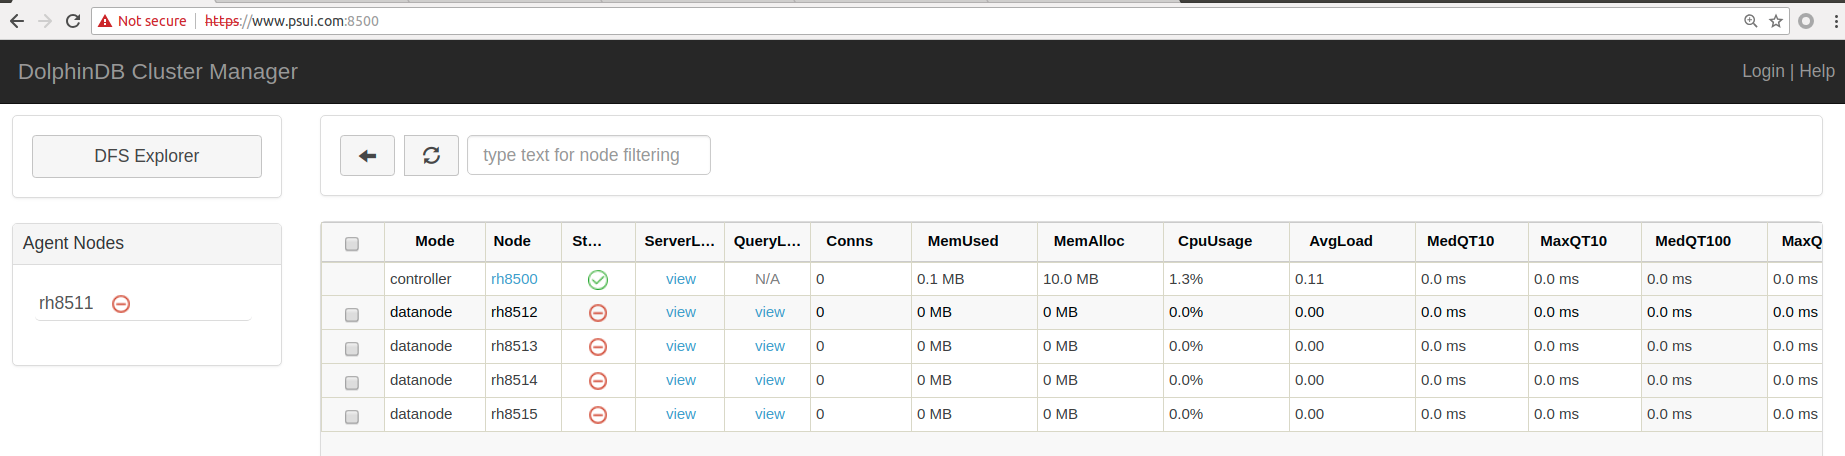 Not secure | https://www.psui.com:8500
DolphinDB Cluster Manager Login | Help
DFS Explorer
type text for node filtering
Agent Nodes
rh8511
Mode Node St... ServerL... QueryL... Conns MemUsed MemAlloc CpuUsage AvgLoad MedQT10 MaxQT10 MedQT100 MaxQ
controller rh8500 view N/A 0 0.1 MB 10.0 MB 1.3% 0.11 0.0 ms 0.0 ms 0.0 ms 0.0 ms
datanode rh8512 view view 0 0 MB 0 MB 0.0% 0.00 0.0 ms 0.0 ms 0.0 ms 0.0 ms
datanode rh8513 view view 0 0 MB 0 MB 0.0% 0.00 0.0 ms 0.0 ms 0.0 ms 0.0 ms
datanode rh8514 view view 0 0 MB 0 MB 0.0% 0.00 0.0 ms 0.0 ms 0.0 ms 0.0 ms
datanode rh8515 view view 0 0 MB 0 MB 0.0% 0.00 0.0 ms 0.0 ms 0.0 ms 0.0 ms